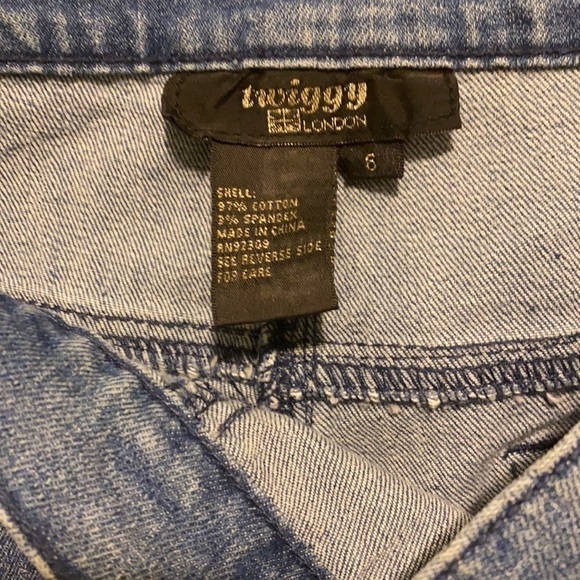 twiggy
LONDON
6
SHELL:
97% COTTON
3% SPANDEX
MADE IN CHINA
RN92369
SEE REVERSE SIDE
FOR CARE